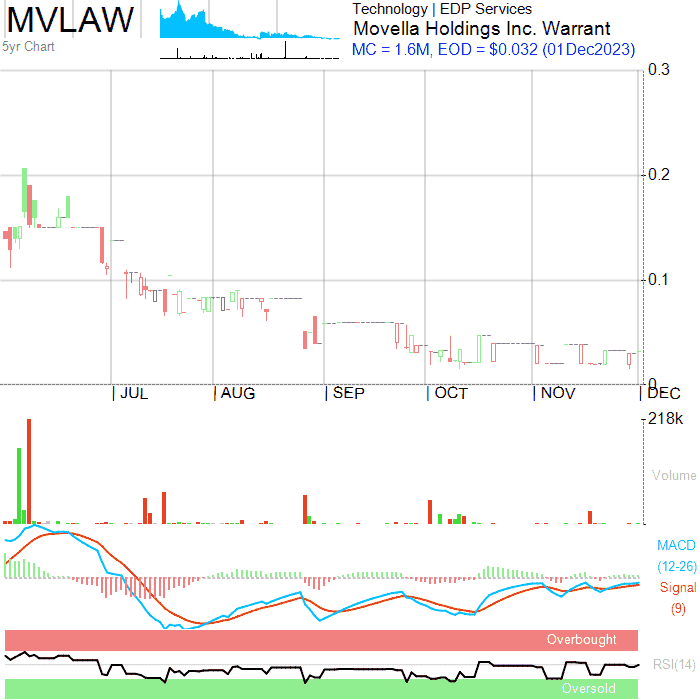 MVLAW
5yr Chart
Technology | EDP Services
Movella Holdings Inc. Warrant
MC = 1.6M, EOD = $0.032 (01Dec2023)
0.3
0.2
0.1
0
JUL AUG SEP OCT NOV DEC
218k
Volume
MACD
(12-26)
Signal
(9)
Overbought
RSI(14)
Oversold